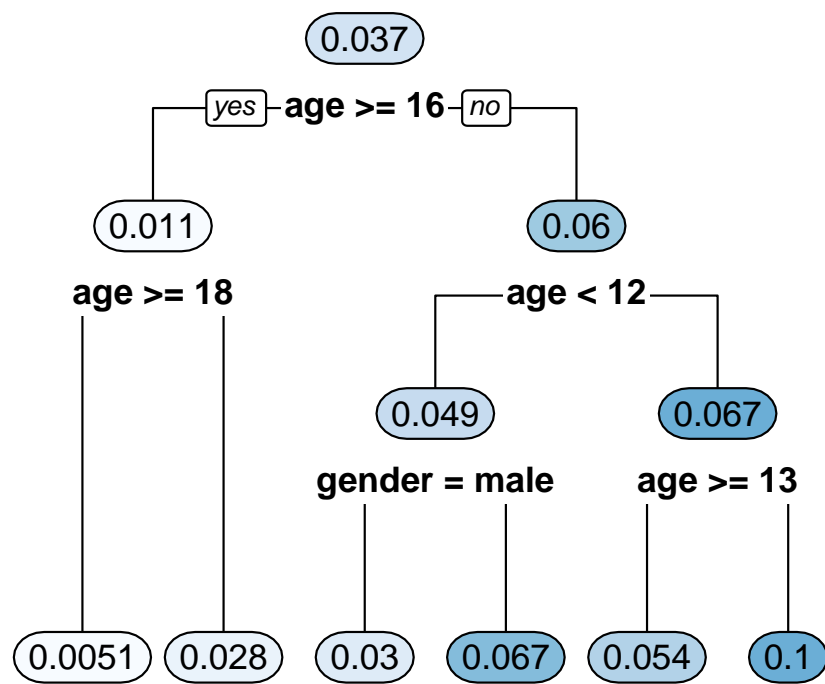 0.037
yes age >= 16 no
0.011 0.06
age >= 18 age < 12
0.049 0.067
gender = male age >= 13
0.0051 0.028 0.03 0.067 0.054 0.1